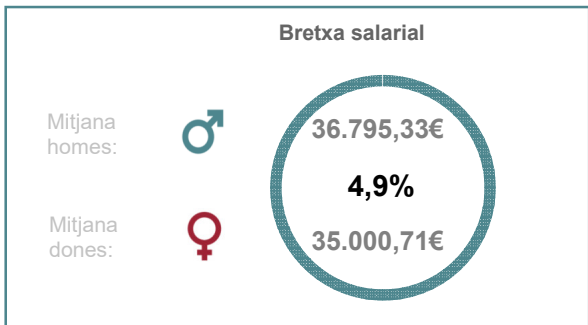 Bretxa salarial
Mitjana
homes:
36.795,33€
4,9%
Mitjana
dones:
35.000,71€